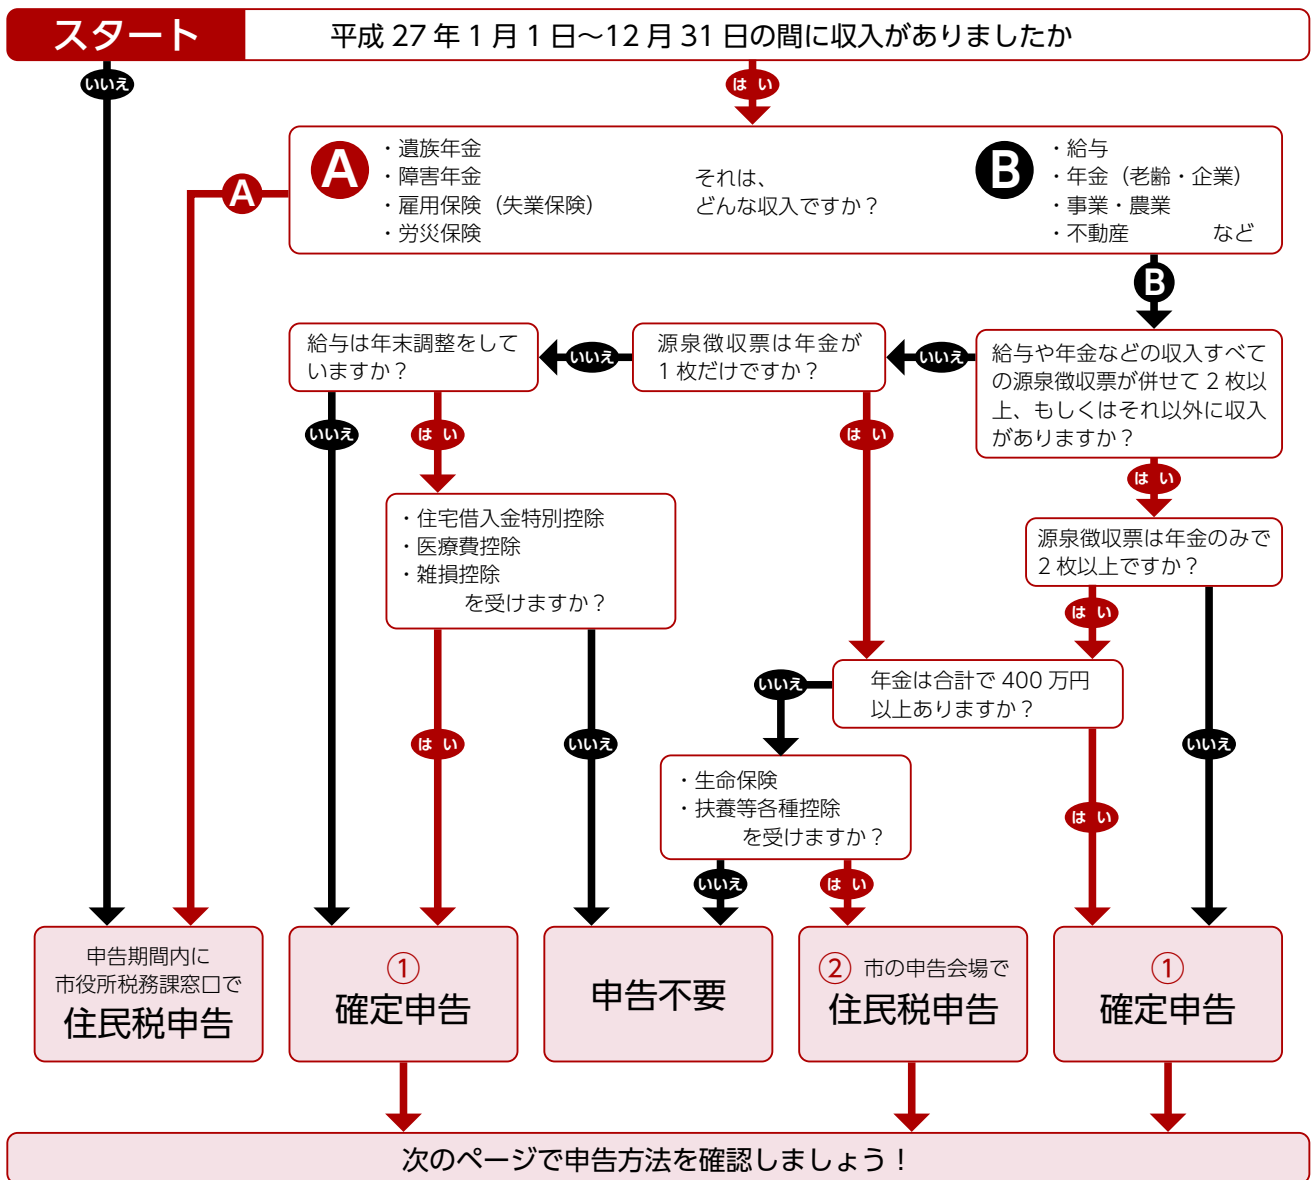 スタート
平成 27 年 1 月 1 日～12 月 31 日の間に収入がありましたか
いいえ
はい
A
・遺族年金
・障害年金
・雇用保険（失業保険）
・労災保険
それは、
どんな収入ですか？
B
・給与
・年金（老齢・企業）
・事業・農業
・不動産　　　　など
A
B
給与は年末調整をして
いますか？
いいえ
源泉徴収票は年金が
1 枚だけですか？
いいえ
給与や年金などの収入すべて
の源泉徴収票が併せて 2 枚以
上、もしくはそれ以外に収入
がありますか？
いいえ
はい
はい
はい
・住宅借入金特別控除
・医療費控除
・雑損控除
を受けますか？
源泉徴収票は年金のみで
2 枚以上ですか？
はい
いいえ
年金は合計で 400 万円
以上ありますか？
はい
いいえ
いいえ
・生命保険
・扶養等各種控除
を受けますか？
はい
いいえ
はい
申告期間内に
市役所税務課窓口で
住民税申告
①
確定申告
申告不要
② 市の申告会場で
住民税申告
①
確定申告
次のページで申告方法を確認しましょう！